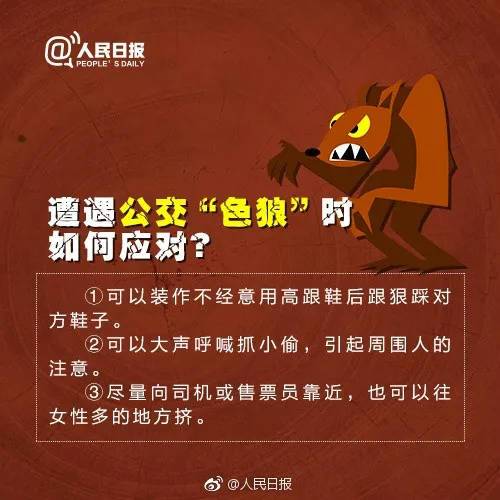 @人民日报
PEOPLE'S DAILY
遭遇公交“色狼”时
如何应对?
①可以装作不经意用高跟鞋后跟狠踩对
方鞋子。
②可以大声呼喊抓小偷，引起周围人的
注意。
③尽量向司机或售票员靠近，也可以往
女性多的地方挤。
@人民日报